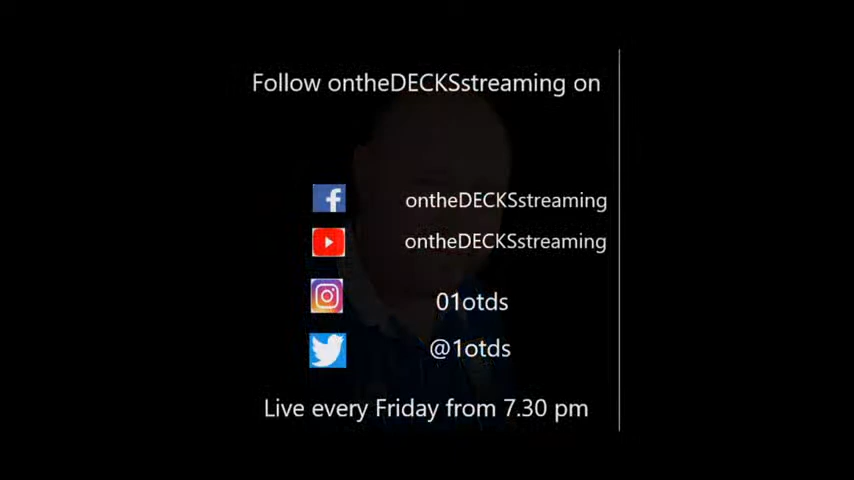 Follow ontheDECKSstreaming on
ontheDECKSstreaming
ontheDECKSstreaming
01otds
@1otds
Live every Friday from 7.30 pm